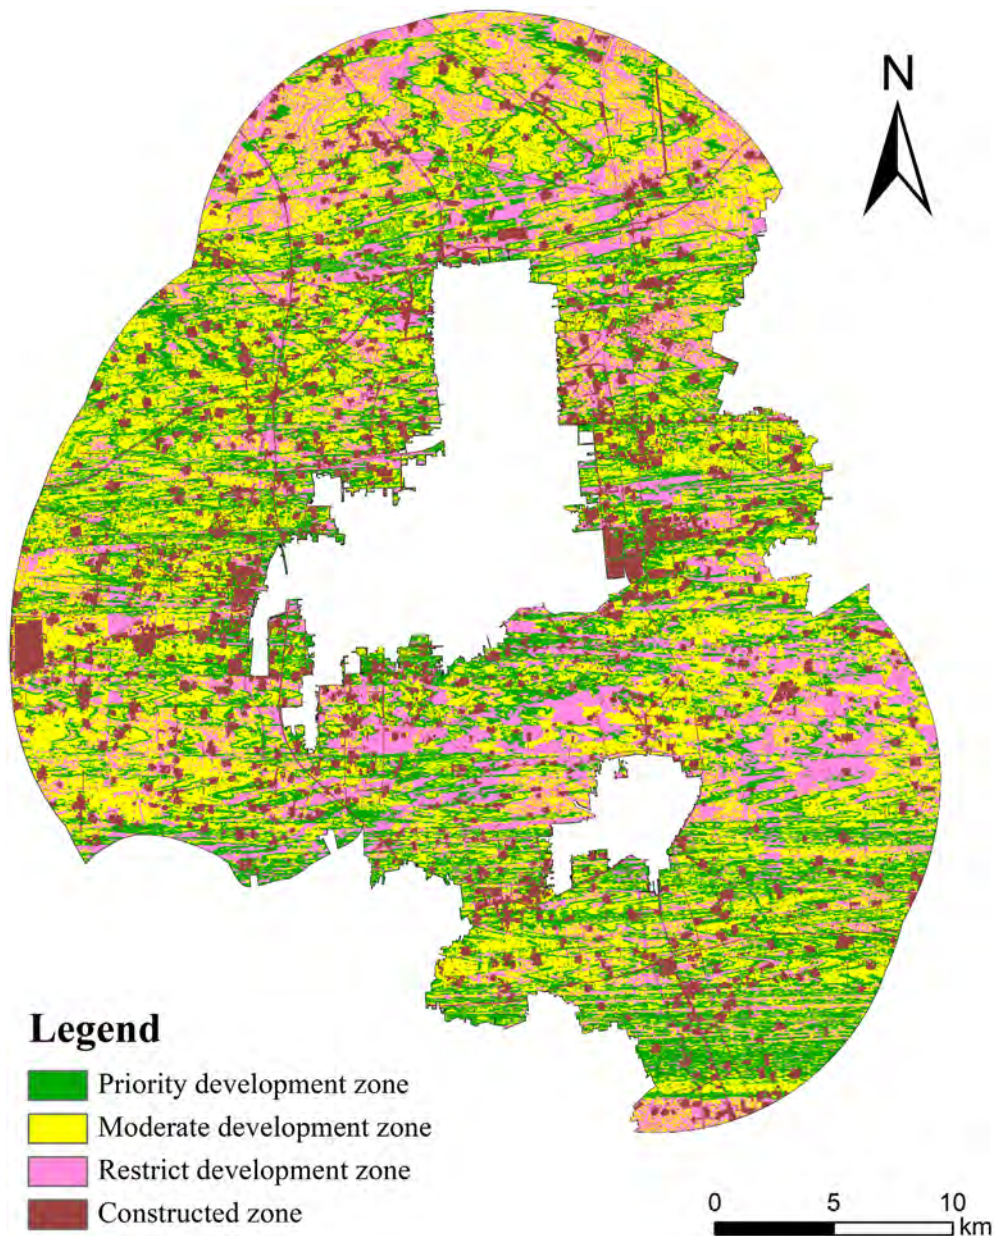 N
Legend
Priority development zone
Moderate development zone
Restrict development zone
Constructed zone
0 5 10
km